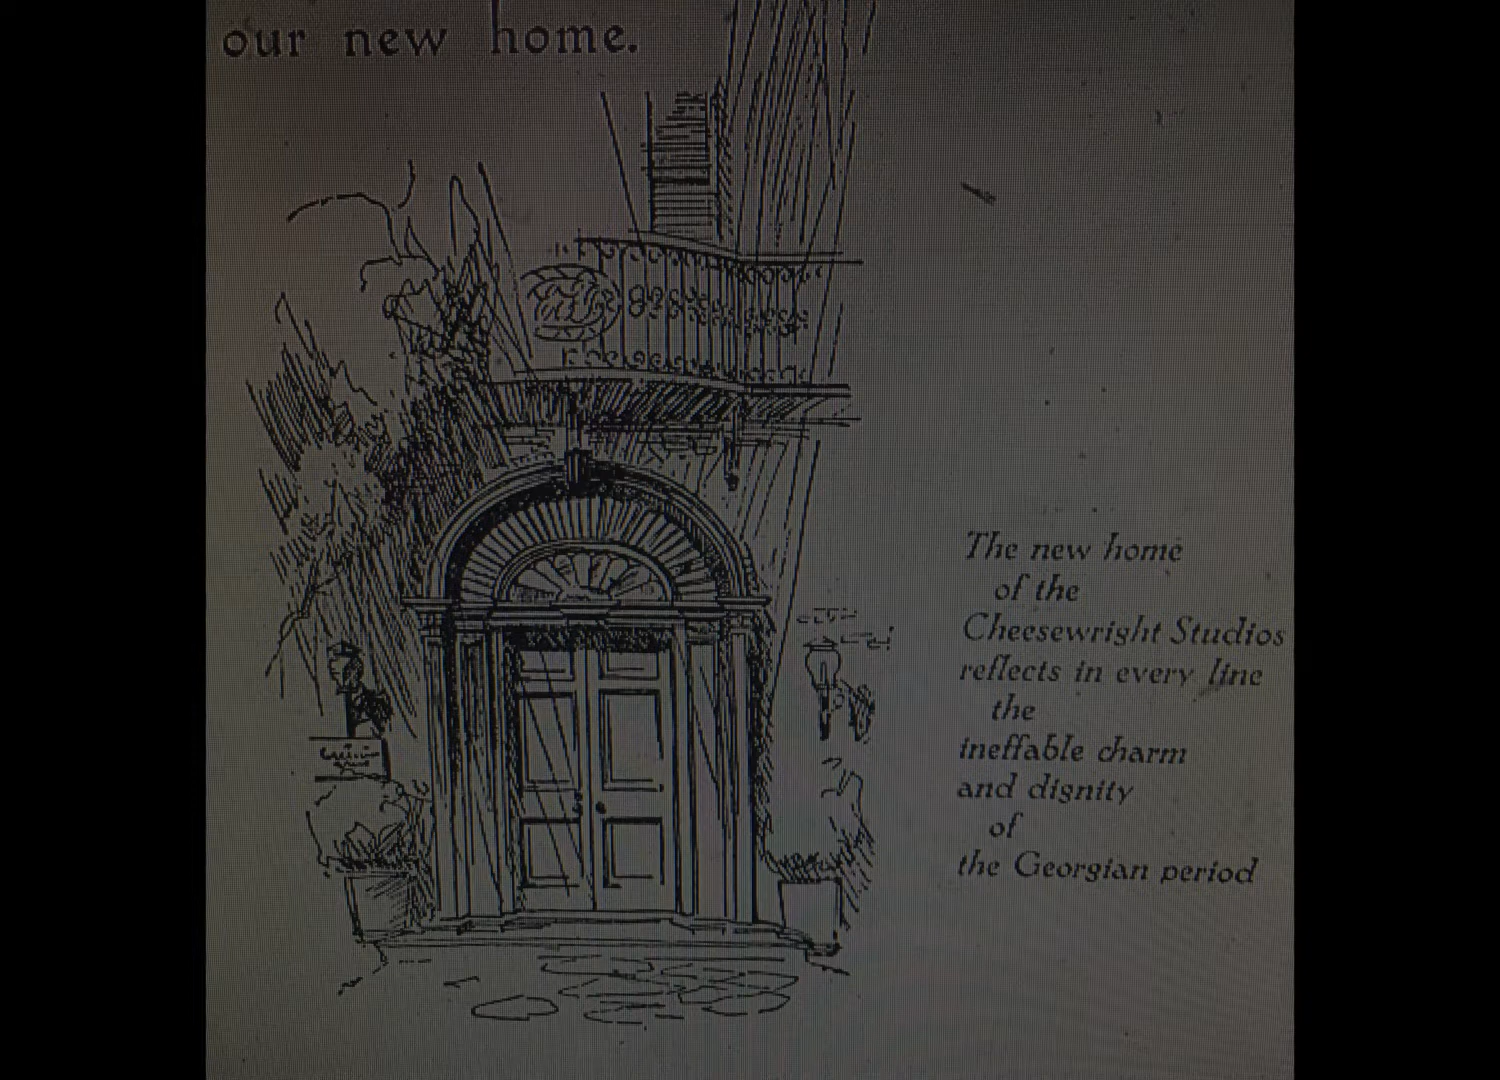 our new home.
The new home
of the
Cheesewright Studios
reflects in every line
the
ineffable charm
and dignity
of
the Georgian period